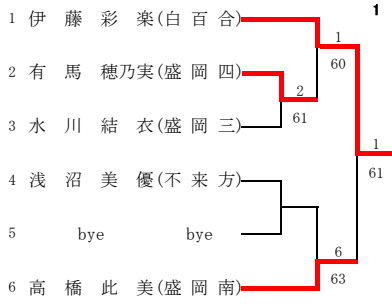 1
1 伊 藤 彩 楽(白 百 合)
1
60
2 有 馬 穂乃実(盛 岡 四)
2
61
3 水 川 結 衣(盛 岡 三)
1
61
4 浅 沼 美 優(不 来 方)
5 bye bye
6
63
6 高 橋 此 美(盛 岡 南)